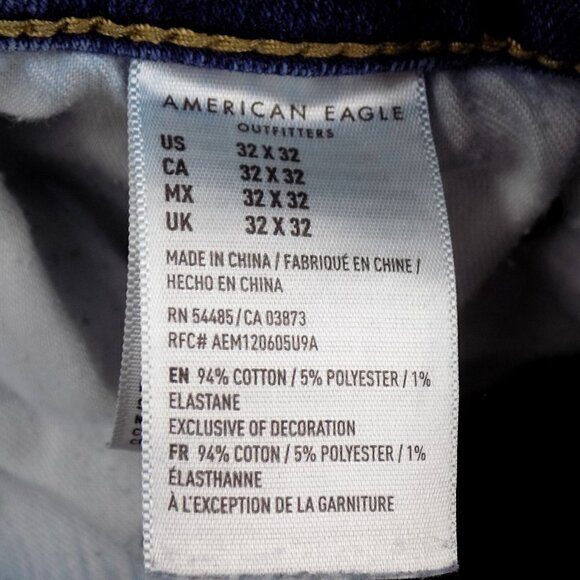 AMERICAN EAGLE
OUTFITTERS
US 32 X 32
CA 32 X 32
MX 32 X 32
UK 32 X 32
MADE IN CHINA / FABRIQUÉ EN CHINE /
HECHO EN CHINA
RN 54485 / CA 03873
RFC# AEM120605U9A
EN 94% COTTON / 5% POLYESTER / 1%
ELASTANE
EXCLUSIVE OF DECORATION
FR 94% COTON / 5% POLYESTER / 1%
ÉLASTHANNE
À L'EXCEPTION DE LA GARNITURE